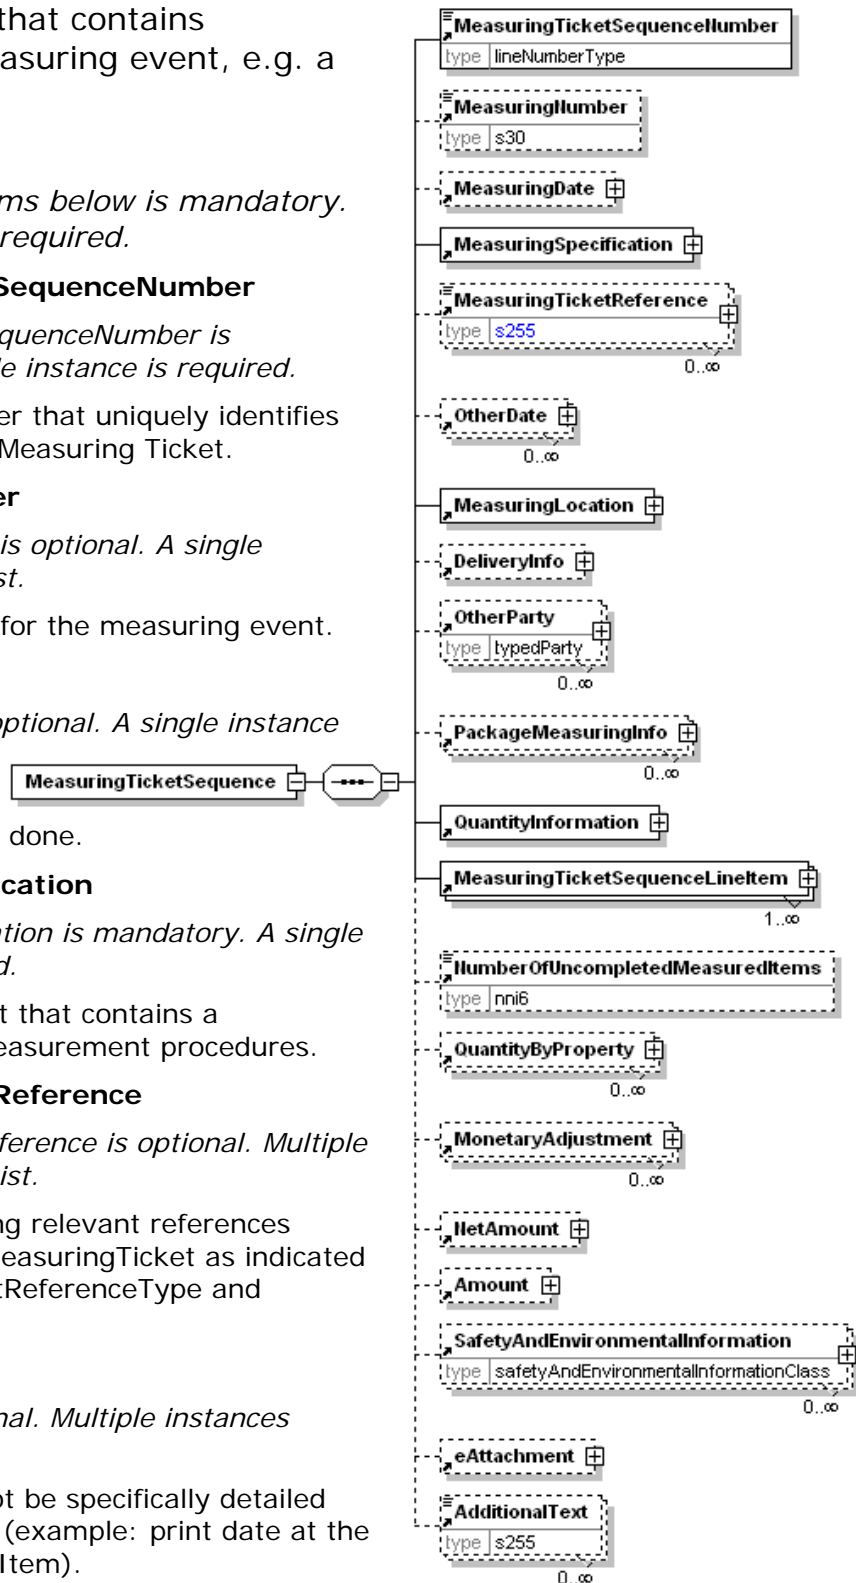 that contains
easuring event, e.g. a
ms below is mandatory.
required.
SequenceNumber
quenceNumber is
le instance is required.
er that uniquely identifies
Measuring Ticket.
er
is optional. A single
st.
for the measuring event.
optional. A single instance
done.
cation
tion is mandatory. A single
d.
t that contains a
easurement procedures.
Reference
ference is optional. Multiple
ist.
ng relevant references
MeasuringTicket as indicated
tReferenceType and
nal. Multiple instances
ot be specifically detailed
(example: print date at the
Item).
MeasuringTicketSequence
MeasuringTicketSequenceNumber
type lineNumberType
MeasuringNumber
type s30
MeasuringDate
MeasuringSpecification
MeasuringTicketReference
type s255
0..∞
OtherDate
0..∞
MeasuringLocation
DeliveryInfo
OtherParty
type typedParty
0..∞
PackageMeasuringInfo
0..∞
QuantityInformation
MeasuringTicketSequenceLineItem
1..∞
NumberOfUncompletedMeasuredItems
type nni6
QuantityByProperty
0..∞
MonetaryAdjustment
0..∞
NetAmount
Amount
SafetyAndEnvironmentalInformation
type safetyAndEnvironmentalInformationClass
0..∞
eAttachment
AdditionalText
type s255
0..∞